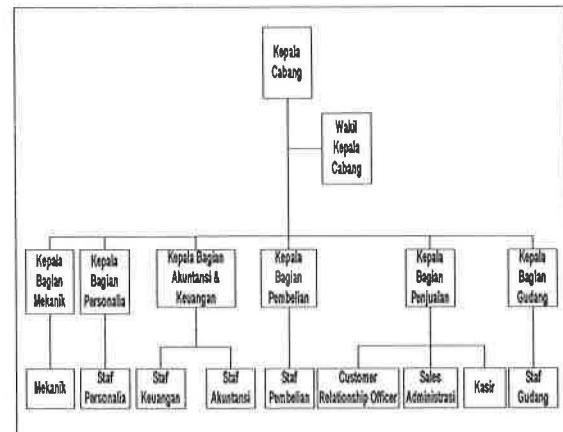 Kepala
Cabang
Wakil
Kepala
Cabang
Kepala
Bagian
Mekanik
Kepala
Bagian
Personalia
Kepala Bagian
Akuntansi &
Keuangan
Kepala
Bagian
Pembelian
Kepala
Bagian
Penjualan
Kepala
Bagian
Gudang
Mekanik
Staf
Personalia
Staf
Keuangan
Staf
Akuntansi
Staf
Pembelian
Customer
Relationship Officer
Sales
Administrasi
Kasir
Staf
Gudang